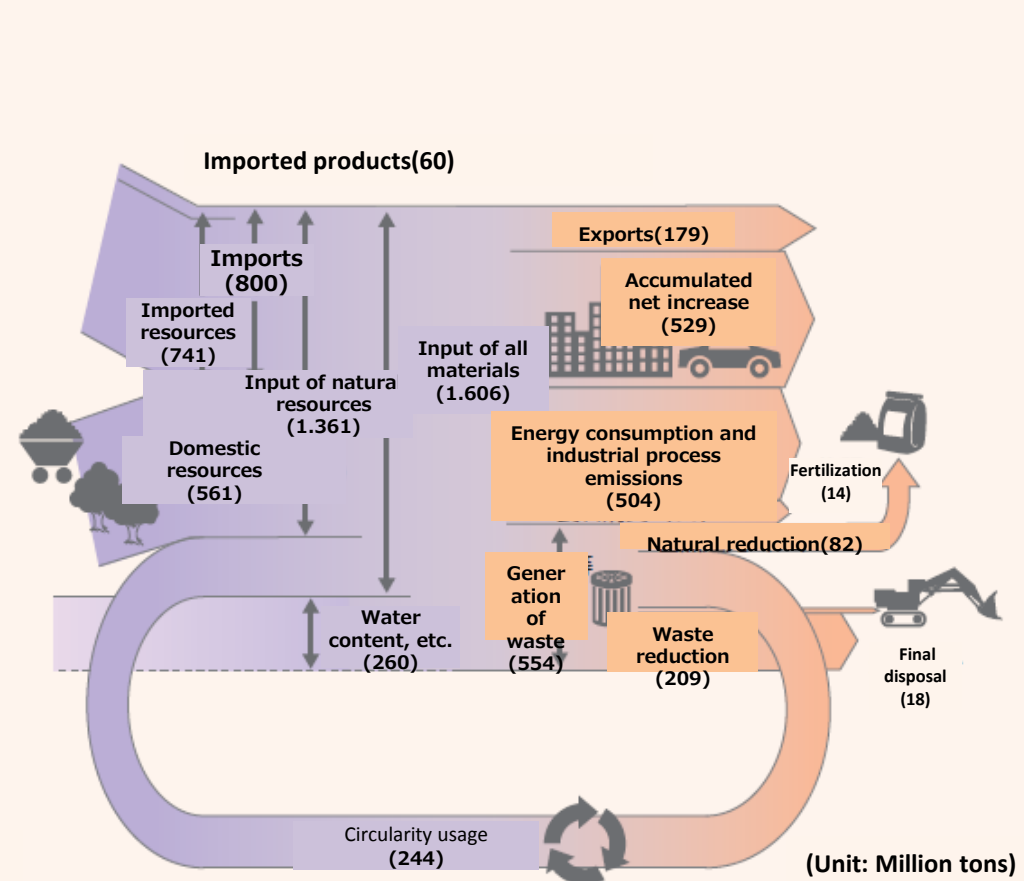 Imported products(60)
Exports(179)
Imports
(800)
Accumulated
net increase
(529)
Imported
resources
(741)
Input of all
materials
(1.606)
Input of natura
resources
(1.361)
Domestic
resources
(561)
Energy consumption and
industrial process
emissions
(504)
Fertilization
(14)
Natural reduction(82)
Gener
ation
of
waste
(554)
Water
content, etc.
(260)
Waste
reduction
(209)
Final
disposal
(18)
Circularity usage
(244)
(Unit: Million tons)